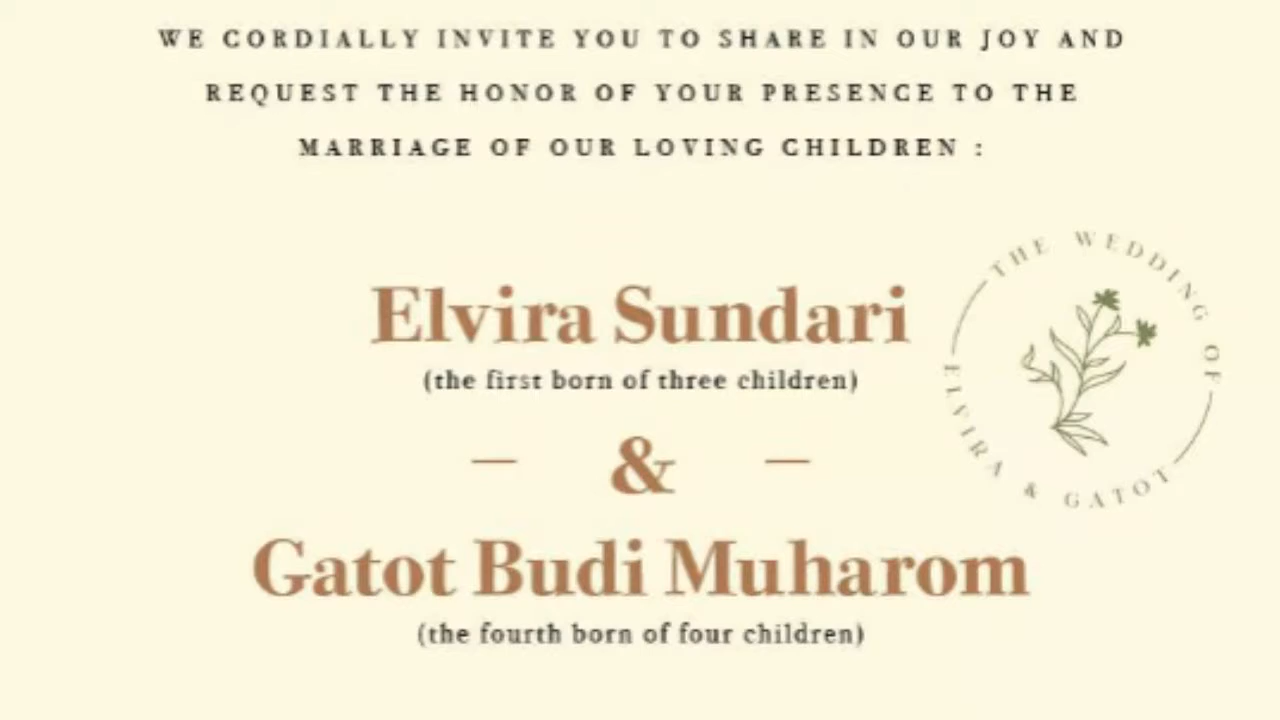 WE CORDIALLY INVITE YOU TO SHARE IN OUR JOY AND
REQUEST THE HONOR OF YOUR PRESENCE TO THE
MARRIAGE OF OUR LOVING CHILDREN :
Elvira Sundari
(the first born of three children)
— & —
Gatot Budi Muharom
(the fourth born of four children)
THE WEDDING OF
ELVIRA & GATOT